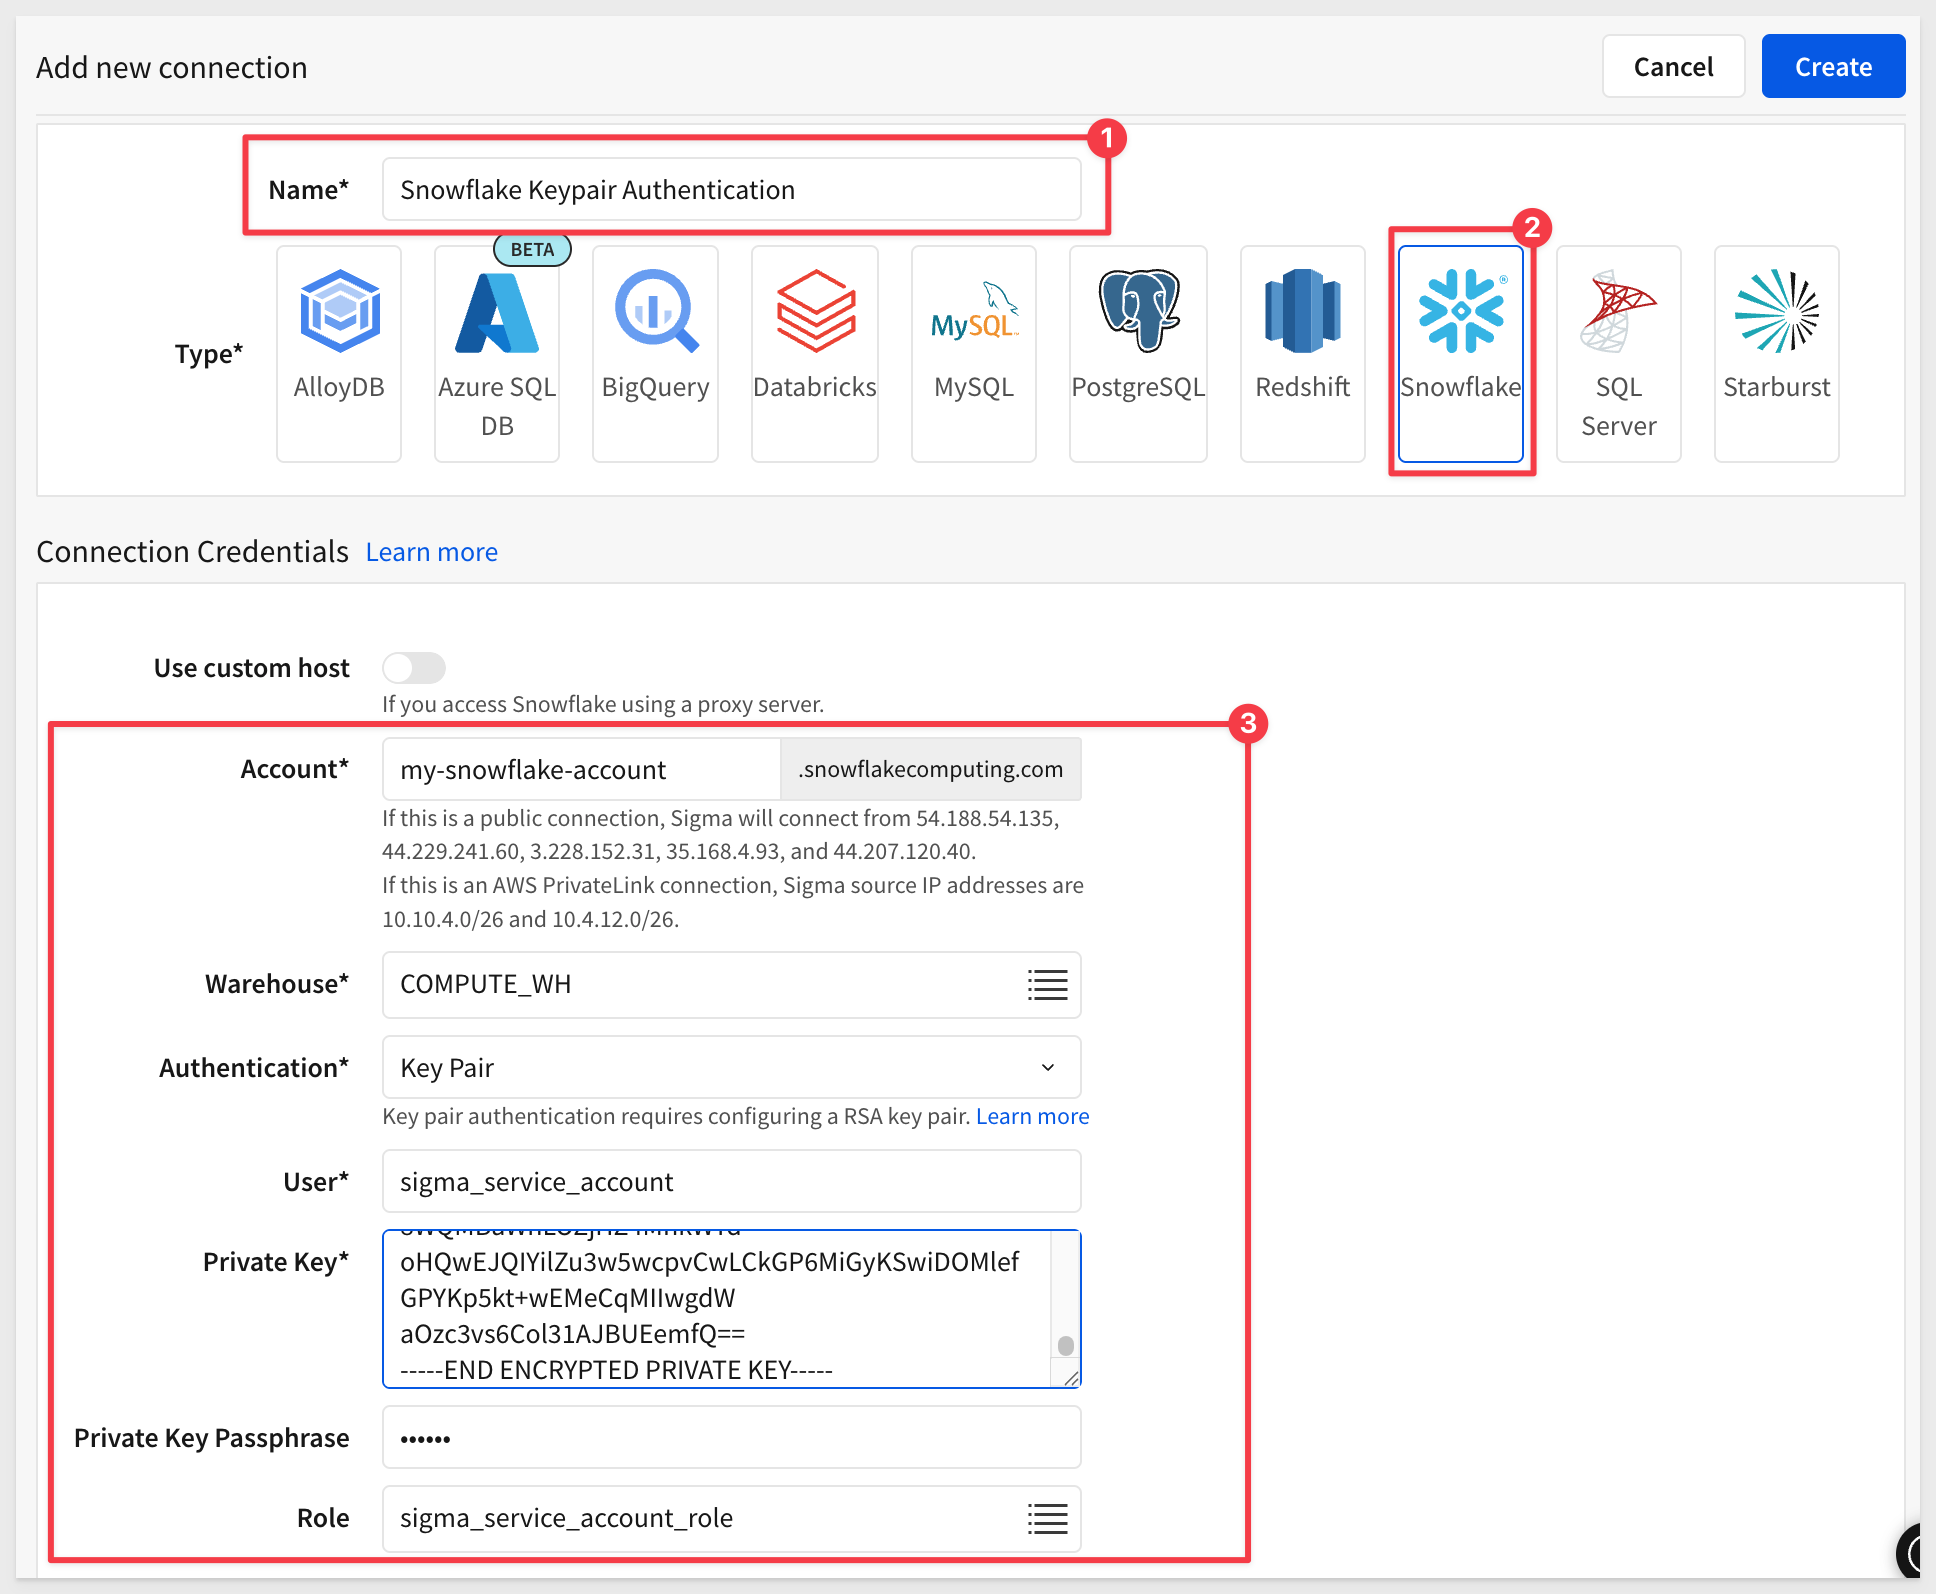 Add new connection
Cancel
Create
1
Name*
Snowflake Keypair Authentication
2
BETA
Type*
AlloyDB
Azure SQL DB
BigQuery
Databricks
MySQL™
MySQL
PostgreSQL
Redshift
®
Snowflake
SQL Server
Starburst
Connection Credentials Learn more
Use custom host
If you access Snowflake using a proxy server.
3
Account*
my-snowflake-account
.snowflakecomputing.com
If this is a public connection, Sigma will connect from 54.188.54.135,
44.229.241.60, 3.228.152.31, 35.168.4.93, and 44.207.120.40.
If this is an AWS PrivateLink connection, Sigma source IP addresses are
10.10.4.0/26 and 10.4.12.0/26.
Warehouse*
COMPUTE_WH
Authentication*
Key Pair
Key pair authentication requires configuring a RSA key pair. Learn more
User*
sigma_service_account
Private Key*
oHQwEJQIYilZu3w5wcpvCwLCkGP6MiGyKSwiDOMlef
GPYKp5kt+wEMeCqMIIwgdW
aOzc3vs6Col31AJBUEemfQ==
-----END ENCRYPTED PRIVATE KEY-----
Private Key Passphrase
••••••
Role
sigma_service_account_role